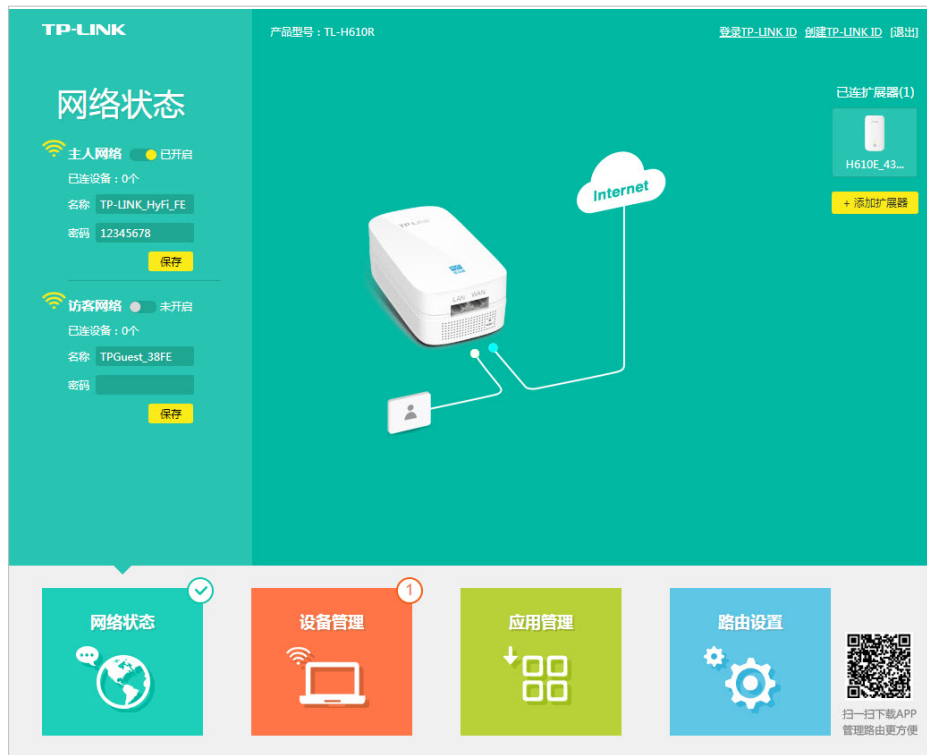 TP-LINK
产品型号：TL-H610R
登录TP-LINK ID 创建TP-LINK ID [退出]
网络状态
主人网络 已开启
已连设备：0个
名称 TP-LINK_HyFi_FE
密码 12345678
保存
访客网络 未开启
已连设备：0个
名称 TPGuest_38FE
密码
保存
Internet
TP-LINK
LAN WAN
已连扩展器(1)
H610E_43...
+ 添加扩展器
网络状态
设备管理
1
应用管理
路由设置
扫一扫下载APP
管理路由更方便